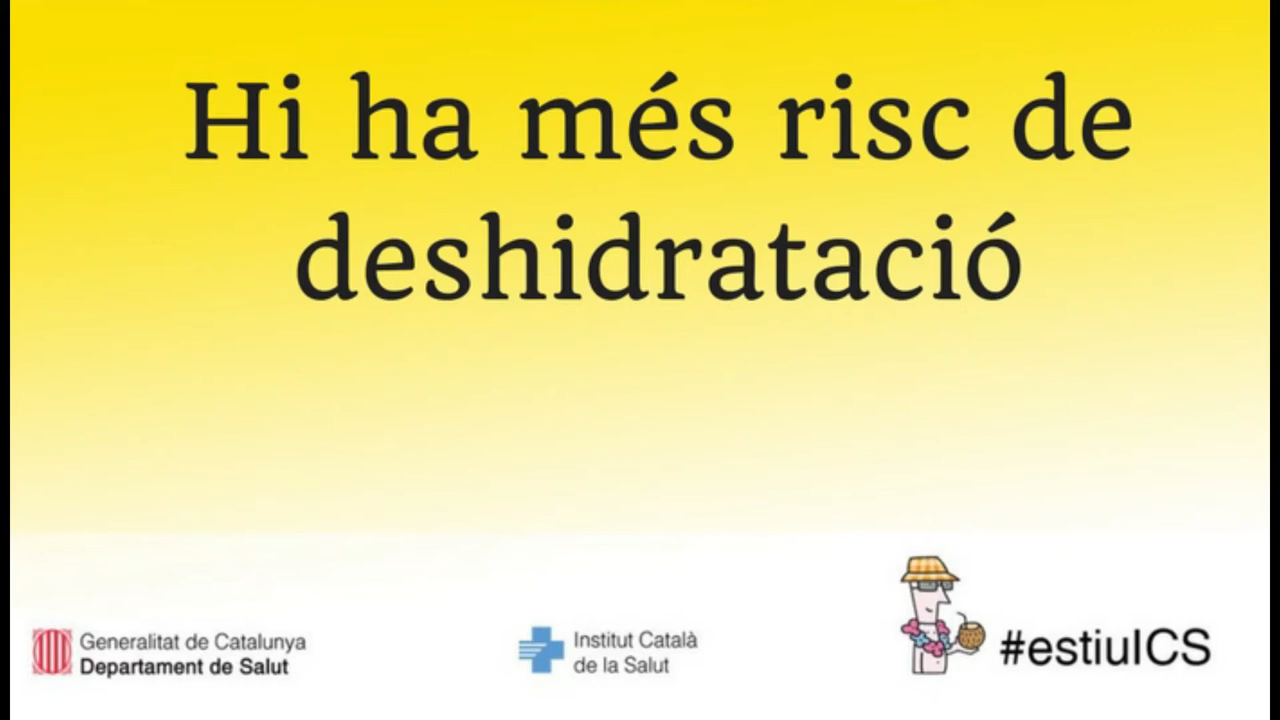 Hi ha més risc de
deshidratació
Generalitat de Catalunya
Departament de Salut
Institut Català
de la Salut
#estiuICS